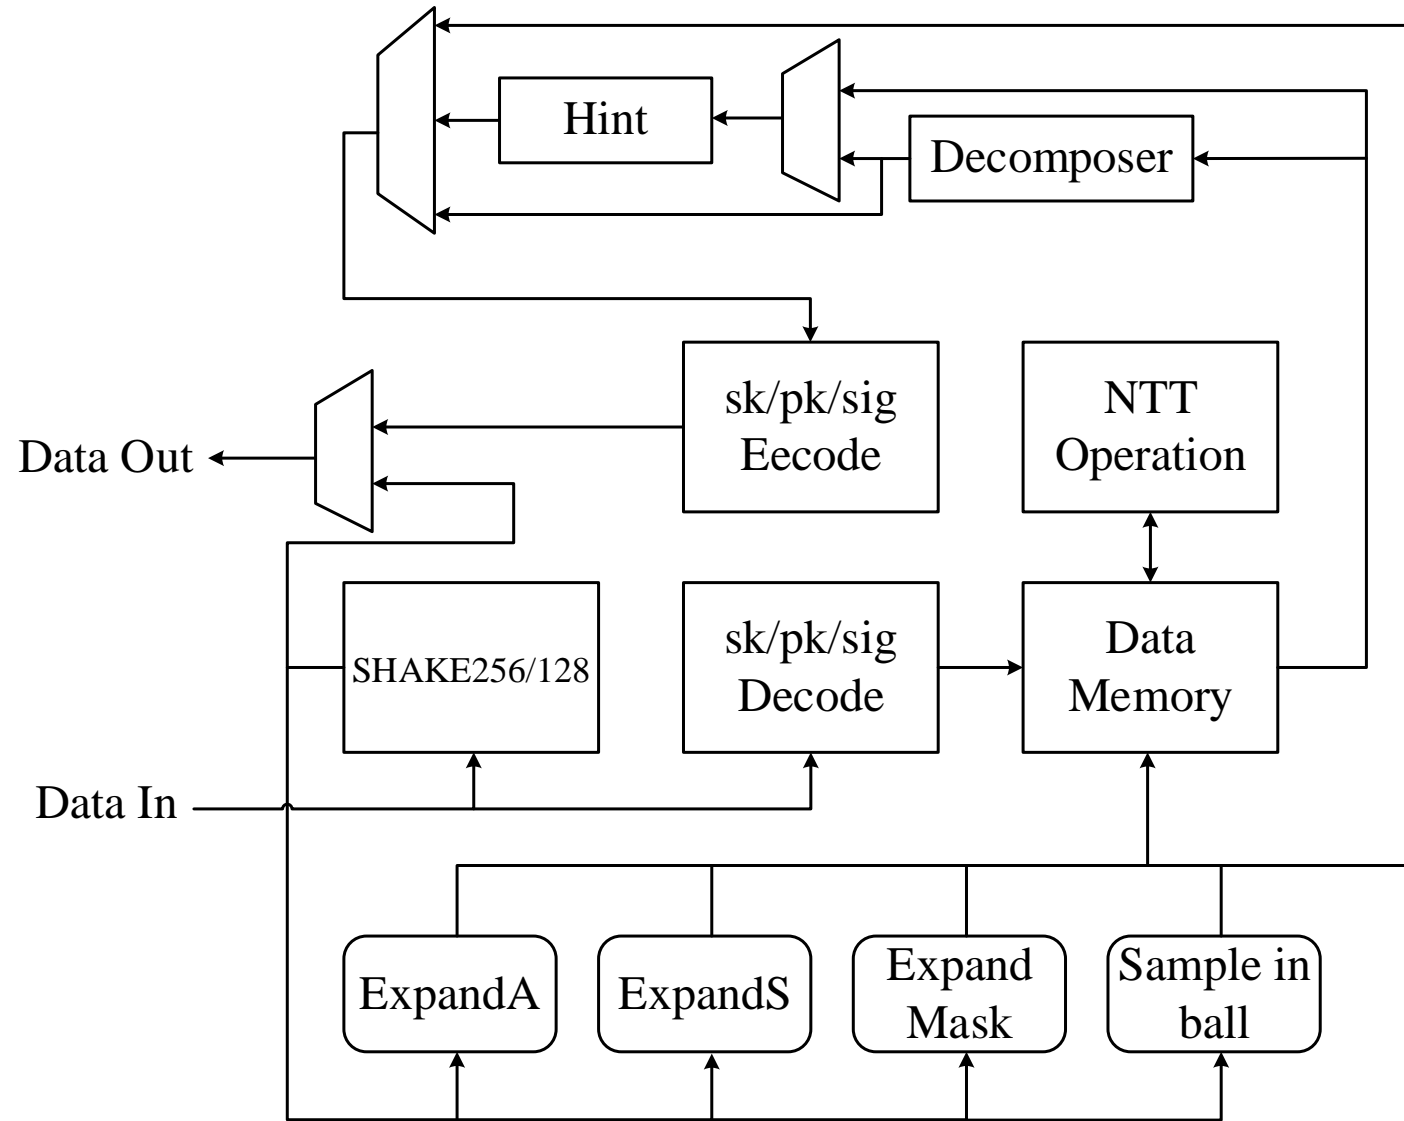 Hint
Decomposer
sk/pk/sig
Eecode
NTT
Operation
Data Out
SHAKE256/128
sk/pk/sig
Decode
Data
Memory
Data In
ExpandA
ExpandS
Expand
Mask
Sample in
ball